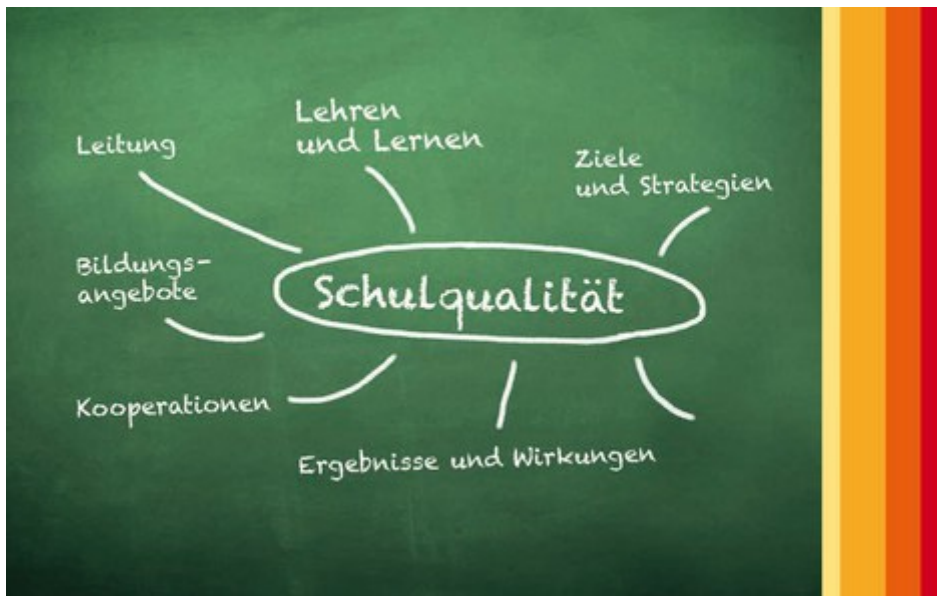 Leitung
Lehren
und Lernen
Ziele
und Strategien
Bildungs-
angebote
Schulqualität
Kooperationen
Ergebnisse und Wirkungen